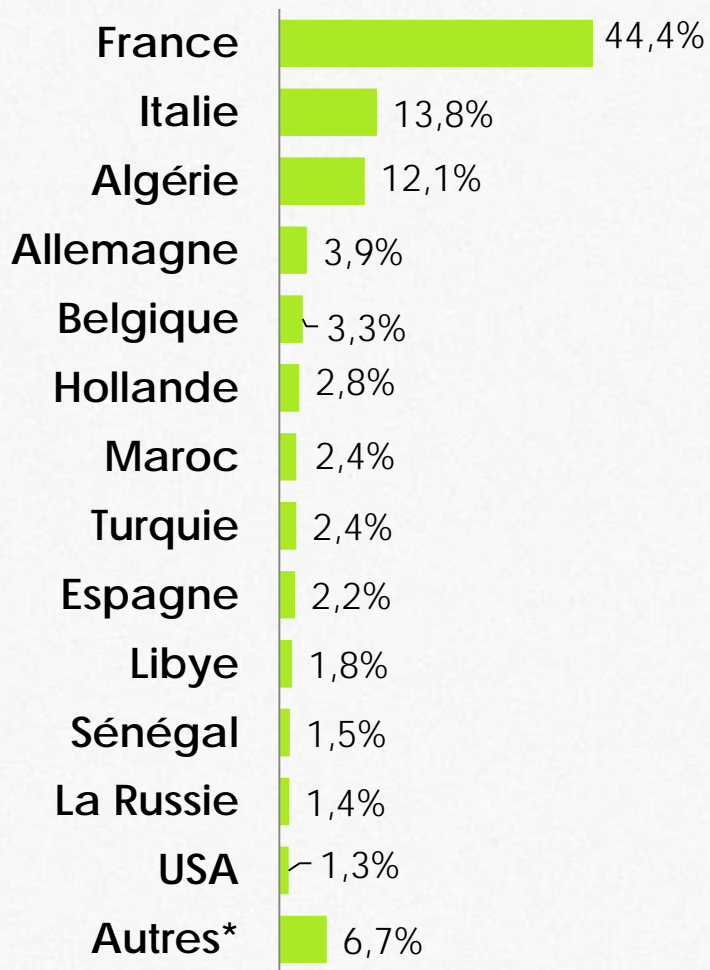 France 44,4%
Italie 13,8%
Algérie 12,1%
Allemagne 3,9%
Belgique 3,3%
Hollande 2,8%
Maroc 2,4%
Turquie 2,4%
Espagne 2,2%
Libye 1,8%
Sénégal 1,5%
La Russie 1,4%
USA 1,3%
Autres* 6,7%